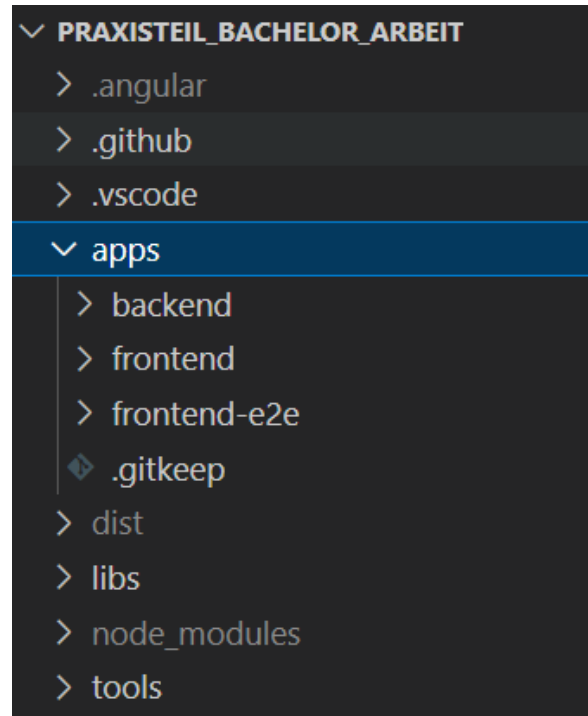 PRAXISTEIL_BACHELOR_ARBEIT
.angular
.github
.vscode
apps
backend
frontend
frontend-e2e
.gitkeep
dist
libs
node_modules
tools